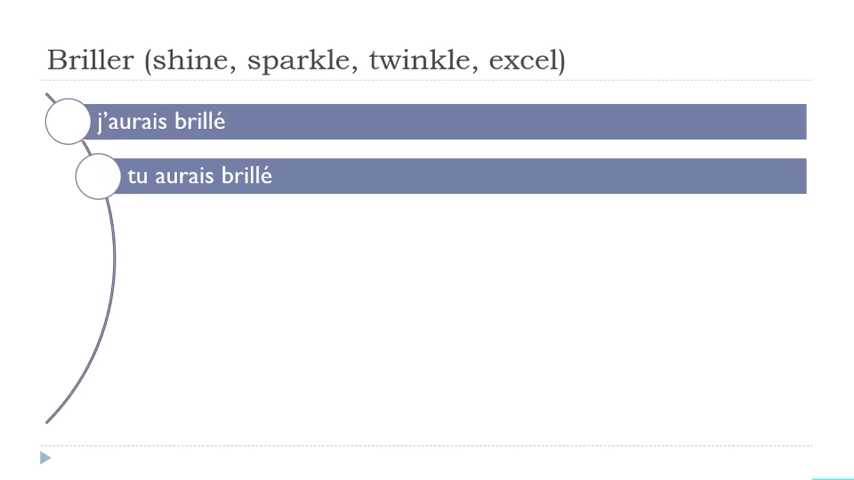 Briller (shine, sparkle, twinkle, excel)
j’aurais brillé
tu aurais brillé